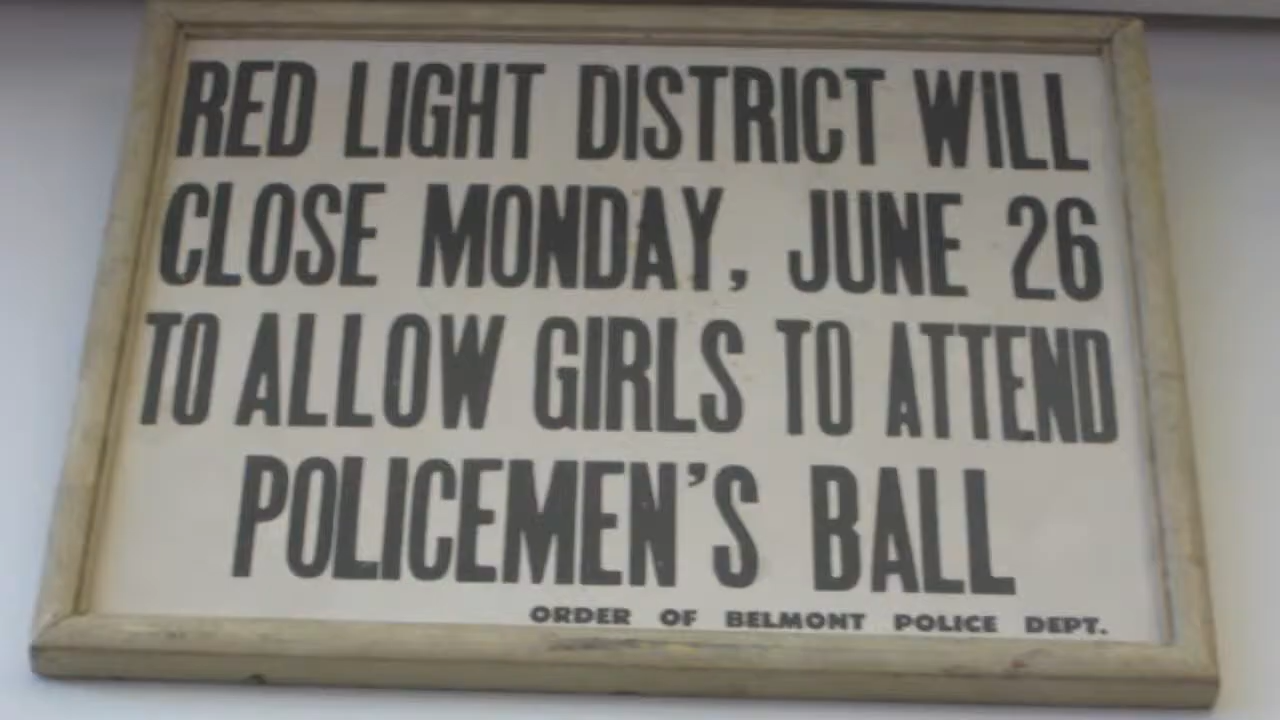 RED LIGHT DISTRICT WILL
CLOSE MONDAY, JUNE 26
TO ALLOW GIRLS TO ATTEND
POLICEMEN'S BALL
ORDER OF BELMONT POLICE DEPT.